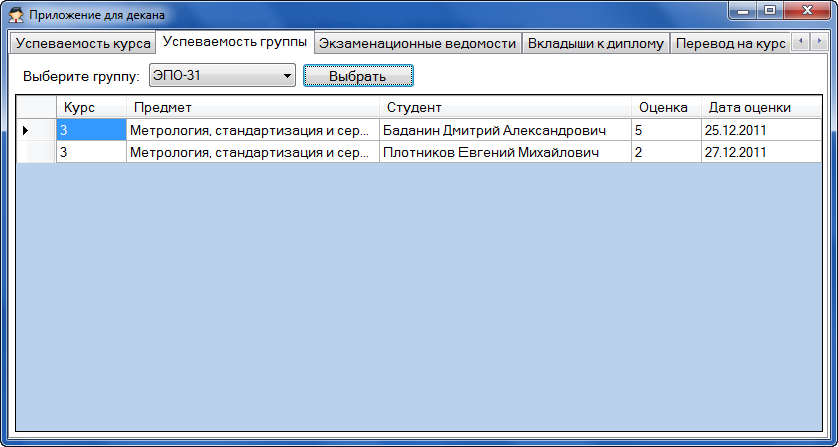 Приложение для декана
Успеваемость курса Успеваемость группы Экзаменационные ведомости Вкладыши к диплому Перевод на курс
Выберите группу: ЭПО-31 Выбрать
Курс Предмет Студент Оценка Дата оценки
3 Метрология, стандартизация и сер... Баданин Дмитрий Александрович 5 25.12.2011
3 Метрология, стандартизация и сер... Плотников Евгений Михайлович 2 27.12.2011